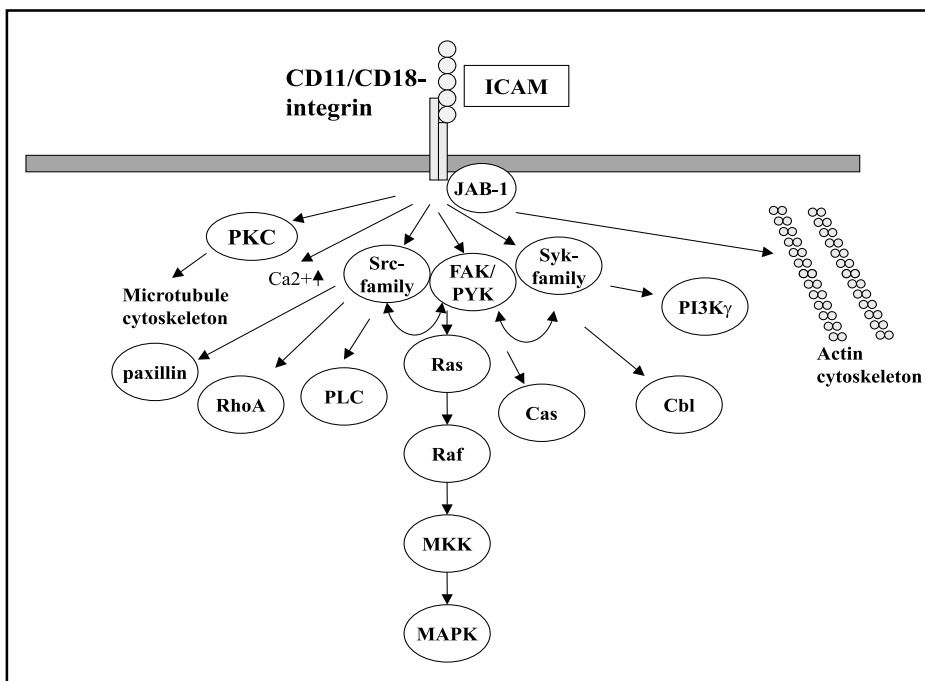 CD11/CD18-
integrin
ICAM
JAB-1
PKC
Ca2+
Src-
family
FAK/
PYK
Syk-
family
PI3Kγ
Microtubule
cytoskeleton
paxillin
RhoA
PLC
Ras
Cas
Cbl
Actin
cytoskeleton
Raf
MKK
MAPK